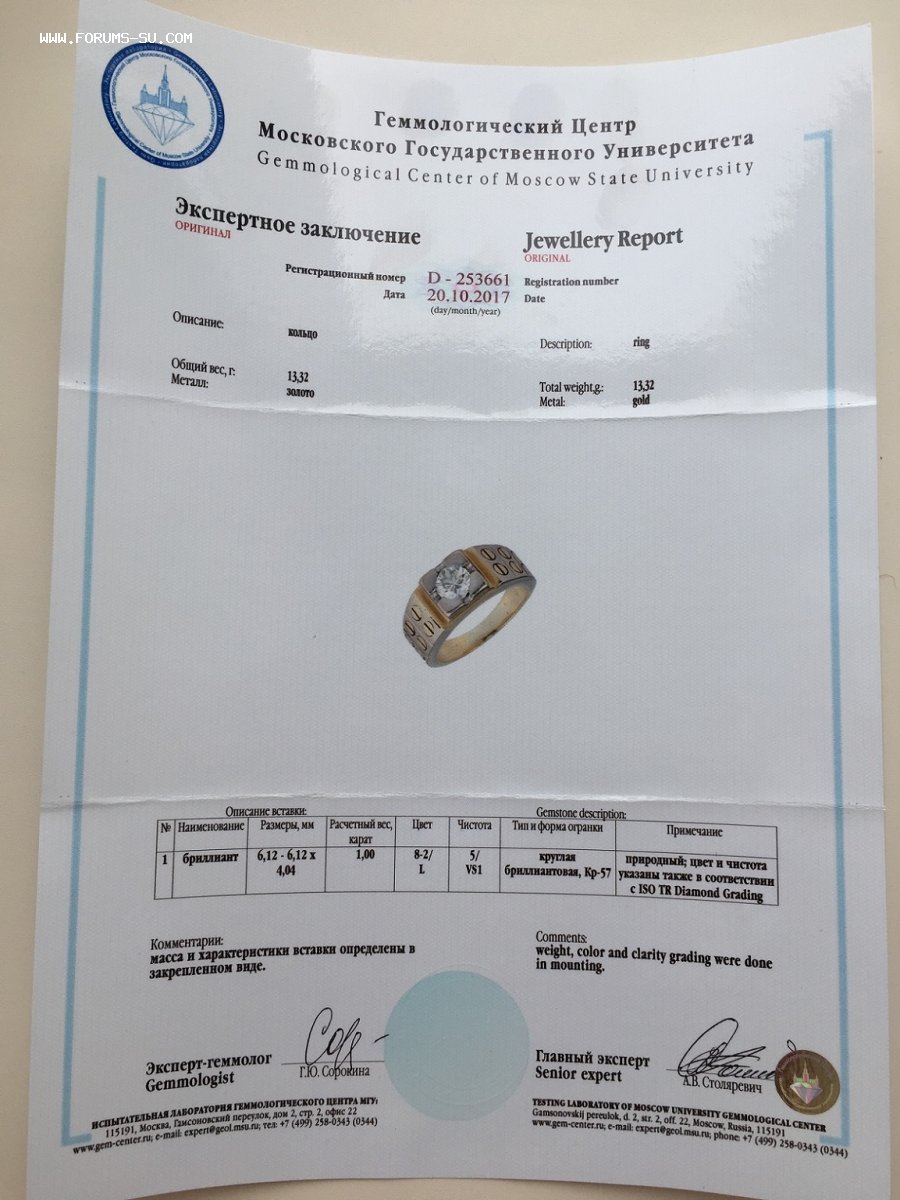 WWW.FORUMS-SU.COM
Геммологический Центр
Московского Государственного Университета
Gemmological Center of Moscow State University
Экспертное заключение
ОРИГИНАЛ
Jewellery Report
ORIGINAL
Регистрационный номер D - 253661 Registration number
Дата 20.10.2017 Date
(day/month/year)
Описание: кольцо
Description: ring
Общий вес, г: 13,32
Металл: золото
Total weight,g.: 13,32
Metal: gold
Описание вставки: Gemstone description:
№ Наименование Размеры, мм Расчетный вес, карат Цвет Чистота Тип и форма огранки Примечание
1 бриллиант 6,12 - 6,12 x 4,04 1,00 8-2/ L 5/ VS1 круглая бриллиантовая, Кр-57 природный; цвет и чистота указаны также в соответствии с ISO TR Diamond Grading
Комментарии:
масса и характеристики вставки определены в
закрепленном виде.
Comments:
weight, color and clarity grading were done
in mounting.
Эксперт-геммолог
Gemmologist
Г.Ю. Сорокина
Главный эксперт
Senior expert
А.В. Столяревич
ИСПЫТАТЕЛЬНАЯ ЛАБОРАТОРИЯ ГЕММОЛОГИЧЕСКОГО ЦЕНТРА МГУ:
115191, Москва, Гамсоновский переулок, дом 2, стр. 2, офис 22
www.gem-center.ru; e-mail: expert@geol.msu.ru; тел: +7 (499) 258-0343 (0344)
TESTING LABORATORY OF MOSCOW UNIVERSITY GEMMOLOGICAL CENTER
Gamsonovskij pereulok, d. 2, str. 2, off. 22, Moscow, Russia, 115191
www.gem-center.ru; e-mail: expert@geol.msu.ru; phone: +7 (499) 258-0343 (0344)